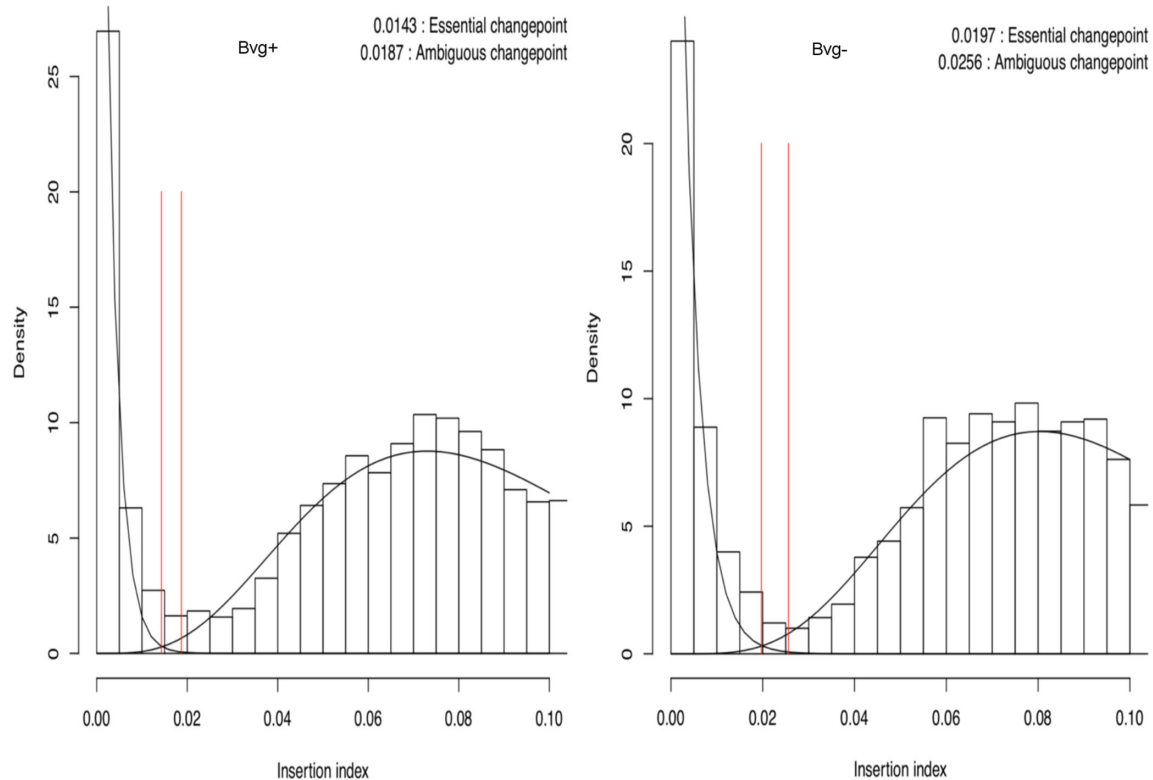 Bvg+
0.0143 : Essential changepoint
0.0187 : Ambiguous changepoint
Density
0
5
10
15
20
25
0.00
0.02
0.04
0.06
0.08
0.10
Insertion index
Bvg-
0.0197 : Essential changepoint
0.0256 : Ambiguous changepoint
Density
0
5
10
15
20
0.00
0.02
0.04
0.06
0.08
0.10
Insertion index